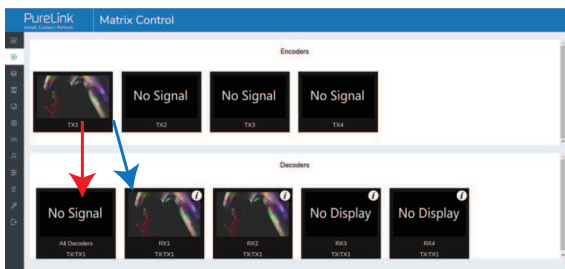 PureLink
Matrix Control
Encoders
No Signal
No Signal
No Signal
TX1
TX2
TX3
TX4
Decoders
No Signal
No Display
No Display
All Decoders
RX1
RX2
RX3
RX4
TX:TX1
TX:TX1
TX:TX1
TX:TX1
TX:TX1